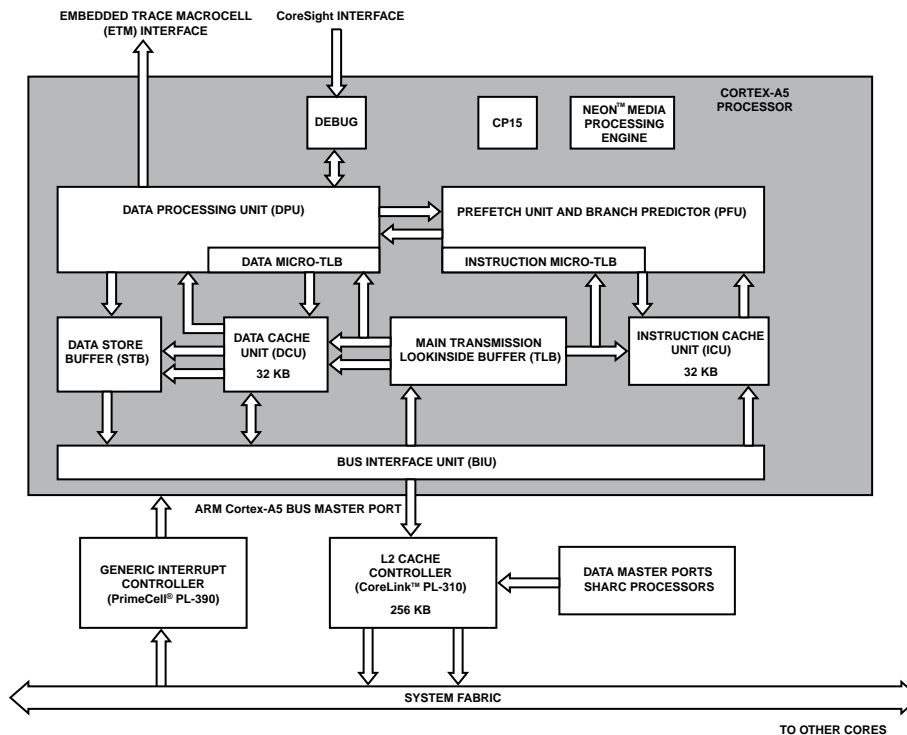 EMBEDDED TRACE MACROCELL
(ETM) INTERFACE
CoreSight INTERFACE
CORTEX-A5
PROCESSOR
DEBUG
CP15
NEON™ MEDIA
PROCESSING
ENGINE
DATA PROCESSING UNIT (DPU)
PREFETCH UNIT AND BRANCH PREDICTOR (PFU)
DATA MICRO-TLB
INSTRUCTION MICRO-TLB
DATA STORE
BUFFER (STB)
DATA CACHE
UNIT (DCU)
32 KB
MAIN TRANSMISSION
LOOKINSIDE BUFFER (TLB)
INSTRUCTION CACHE
UNIT (ICU)
32 KB
BUS INTERFACE UNIT (BIU)
ARM Cortex-A5 BUS MASTER PORT
GENERIC INTERRUPT
CONTROLLER
(PrimeCell® PL-390)
L2 CACHE
CONTROLLER
(CoreLink™ PL-310)
256 KB
DATA MASTER PORTS
SHARC PROCESSORS
SYSTEM FABRIC
TO OTHER CORES